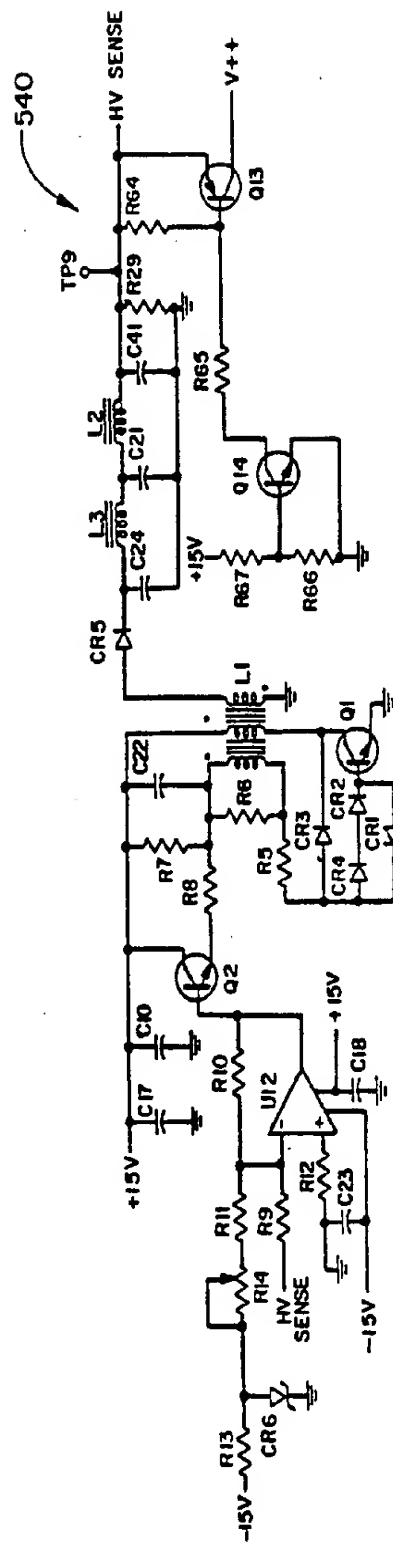 540
HV SENSE
V++
TP9
R64
Q13
R29
C41
R65
L2
C21
L3
C24
Q14
+15V
R67
R66
CR5
L1
C22
R6
R7
R8
R5
CR3
Q1
CR2
CR4
CR1
Q2
C10
C17
+15V
R10
U12
+15V
C18
R11
R9
R12
C23
R14
HV
SENSE
-15V
CR6
R13
-15V
-
+